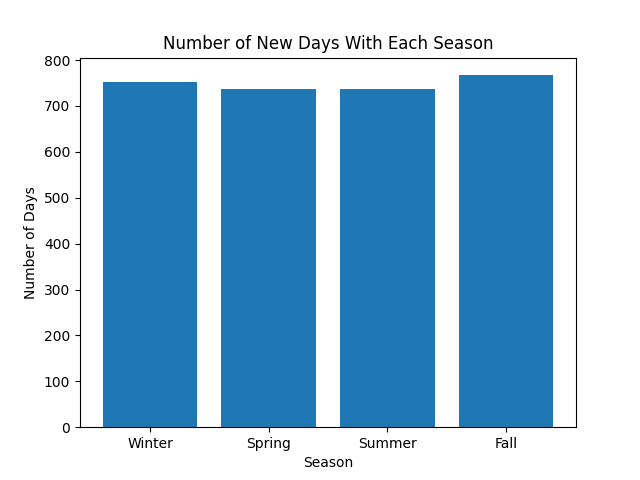 Number of New Days With Each Season
800
700
600
500
400
300
200
100
0
Number of Days
Winter Spring Summer Fall
Season